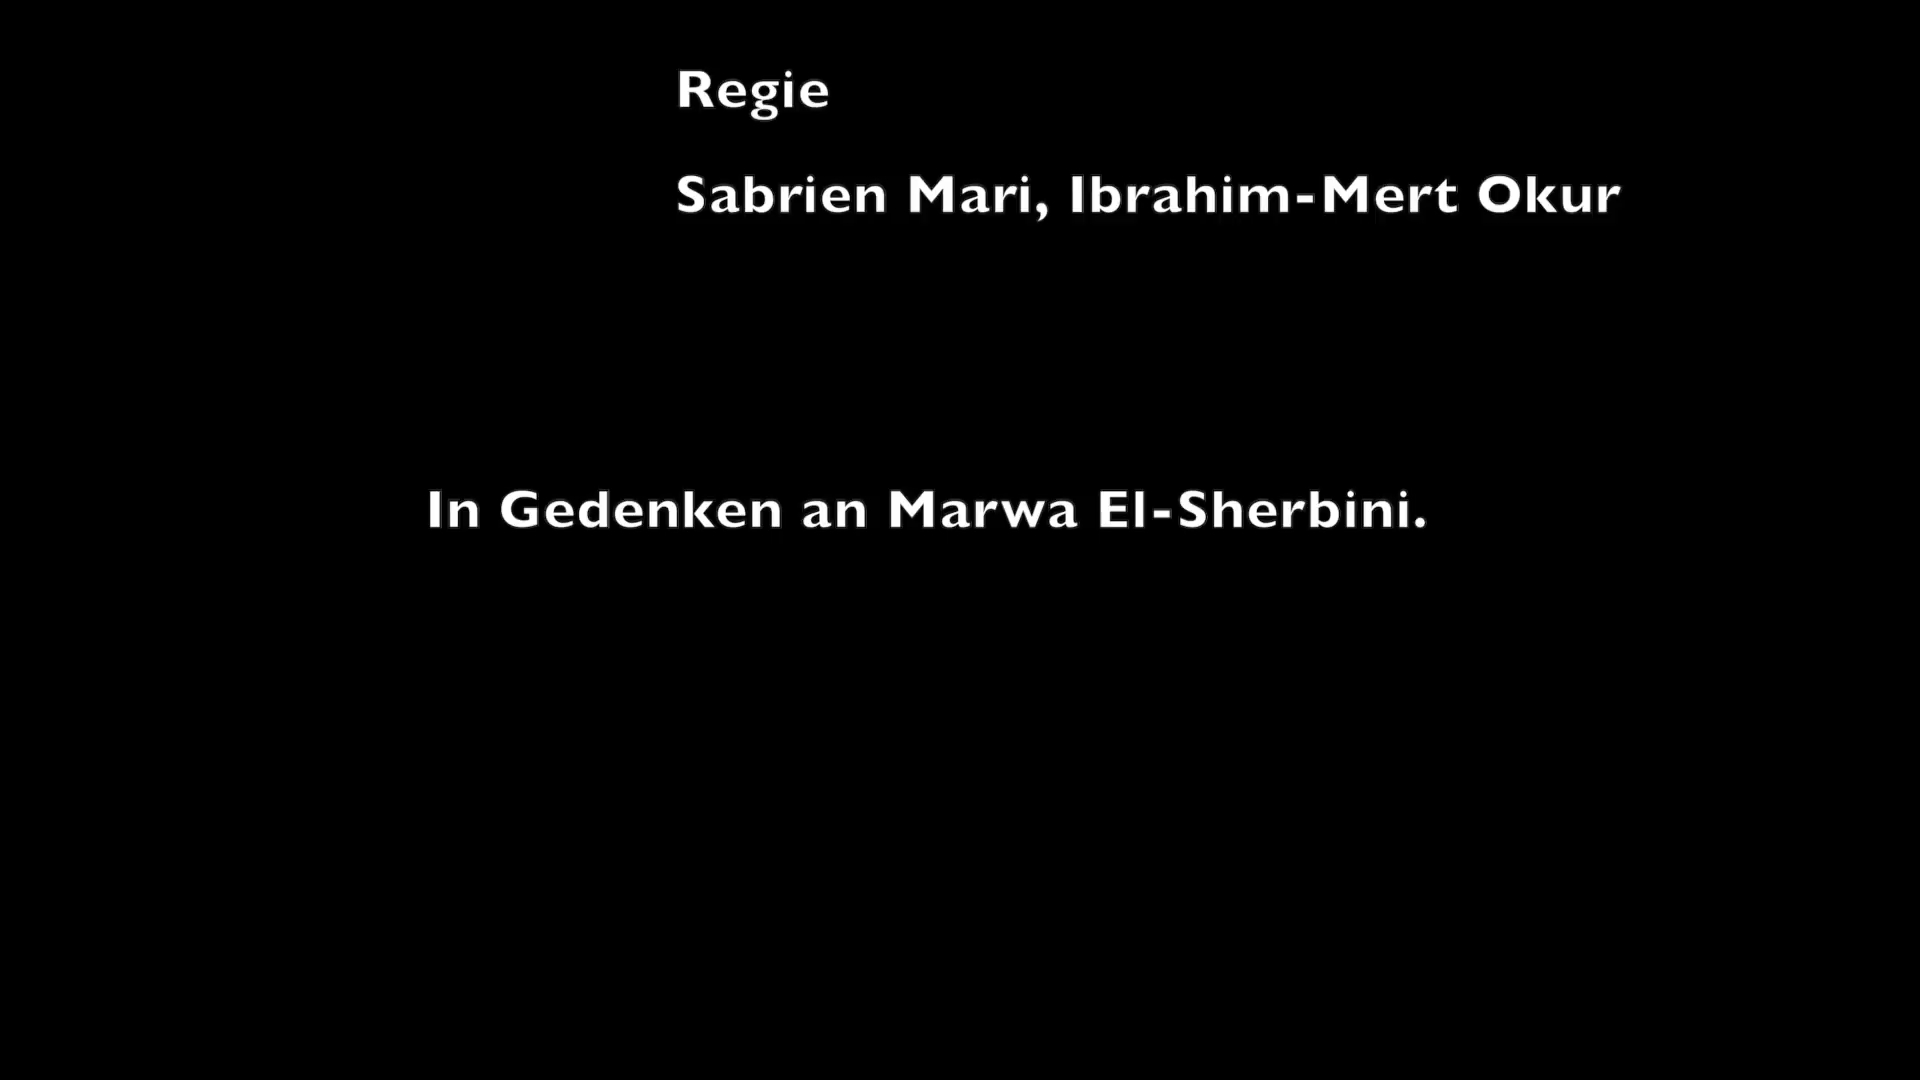 Regie
Sabrien Mari, Ibrahim-Mert Okur
In Gedenken an Marwa El-Sherbini.